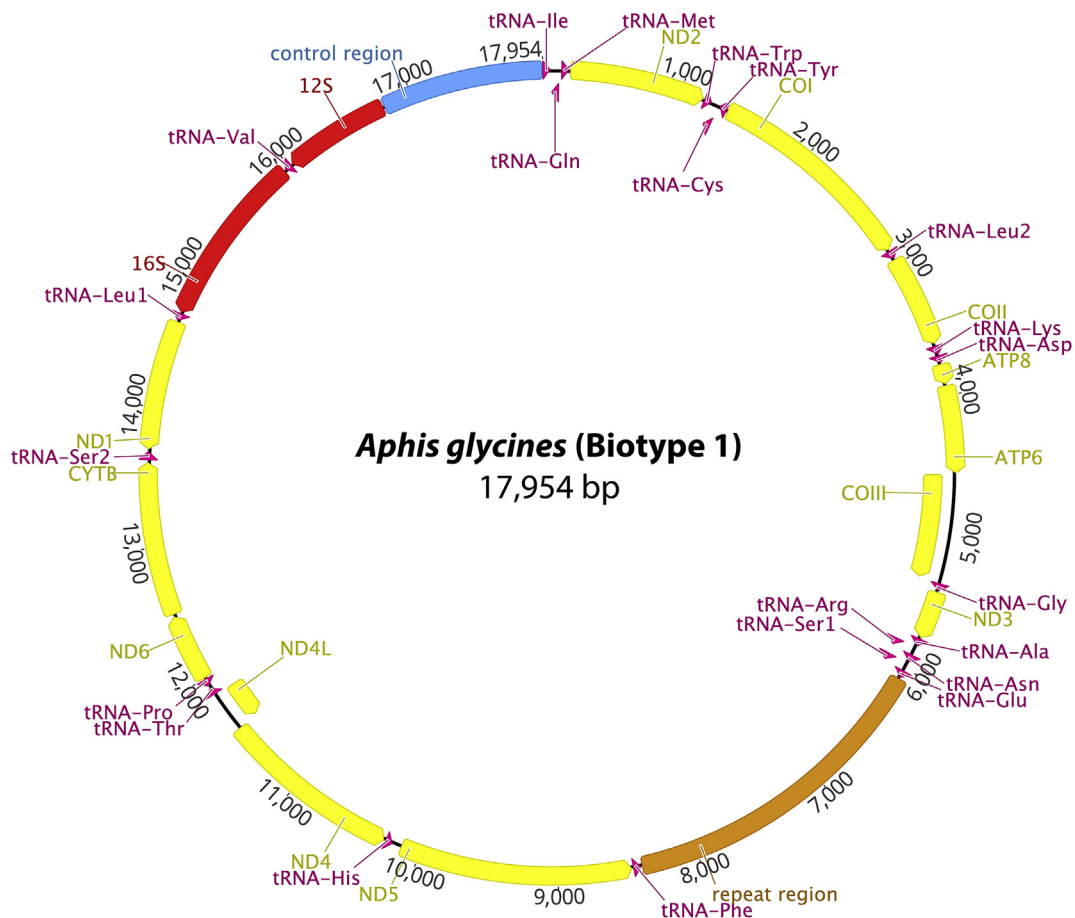 tRNA-Ile
tRNA-Met
ND2
control region
17,954
1,000
tRNA-Trp
tRNA-Tyr
COI
17,000
12S
2,000
tRNA-Val
16,000
tRNA-Gln
tRNA-Cys
tRNA-Leu2
3,000
16S
15,000
tRNA-Leu1
COII
tRNA-Lys
tRNA-Asp
ATP8
4,000
14,000
ND1
tRNA-Ser2
CYTB
Aphis glycines (Biotype 1)
17,954 bp
ATP6
COIII
5,000
13,000
tRNA-Arg
tRNA-Ser1
tRNA-Gly
ND3
ND6
ND4L
tRNA-Ala
6,000
tRNA-Asn
tRNA-Glu
12,000
tRNA-Pro
tRNA-Thr
11,000
7,000
ND4
tRNA-His
ND5
10,000
9,000
8,000
repeat region
tRNA-Phe